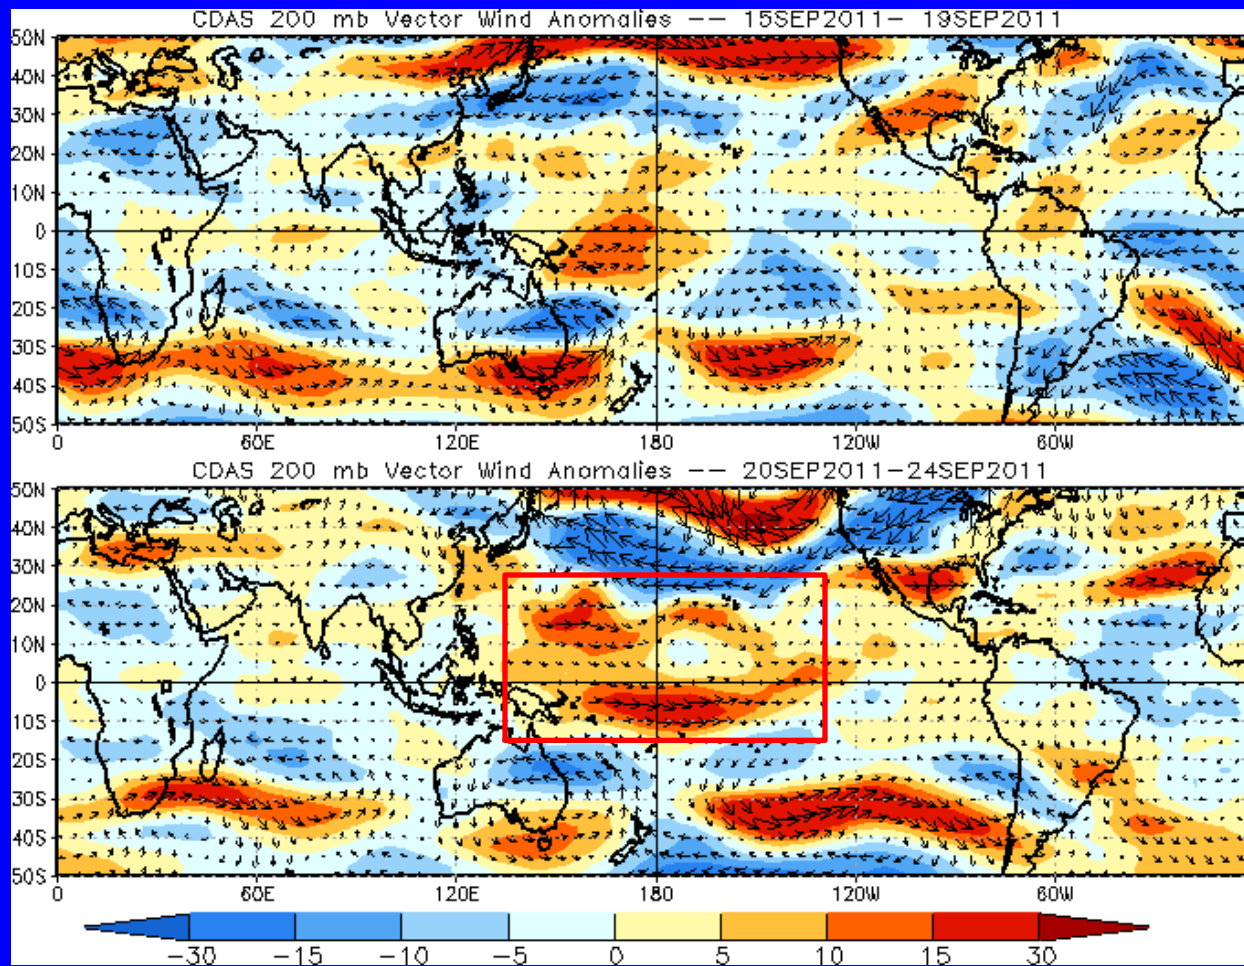 CDAS 200 mb Vector Wind Anomalies -- 15SEP2011- 19SEP2011
50N
40N
30N
20N
10N
0
10S
20S
30S
40S
50S
0 60E 120E 180 120W 60W
CDAS 200 mb Vector Wind Anomalies -- 20SEP2011-24SEP2011
50N
40N
30N
20N
10N
0
10S
20S
30S
40S
50S
0 60E 120E 180 120W 60W
-30 -15 -10 -5 0 5 10 15 30